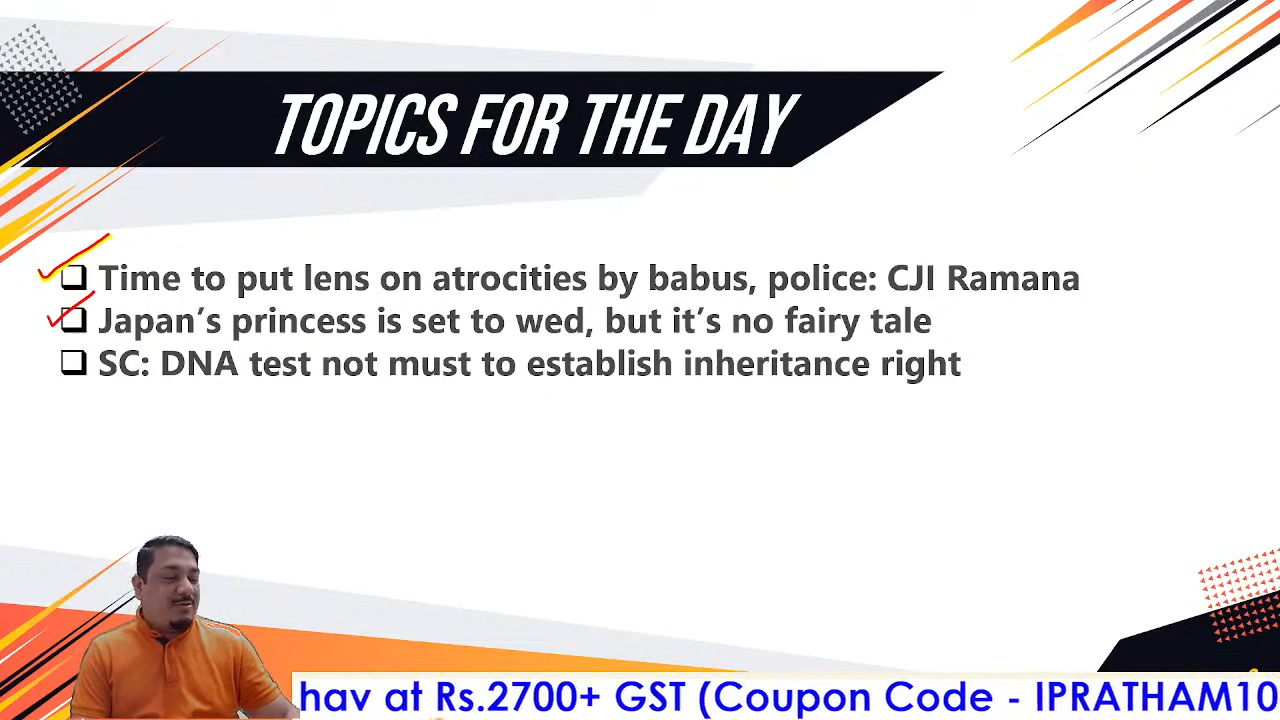 TOPICS FOR THE DAY
Time to put lens on atrocities by babus, police: CJI Ramana
Japan’s princess is set to wed, but it’s no fairy tale
SC: DNA test not must to establish inheritance right
hav at Rs.2700+ GST (Coupon Code - IPRATHAM10